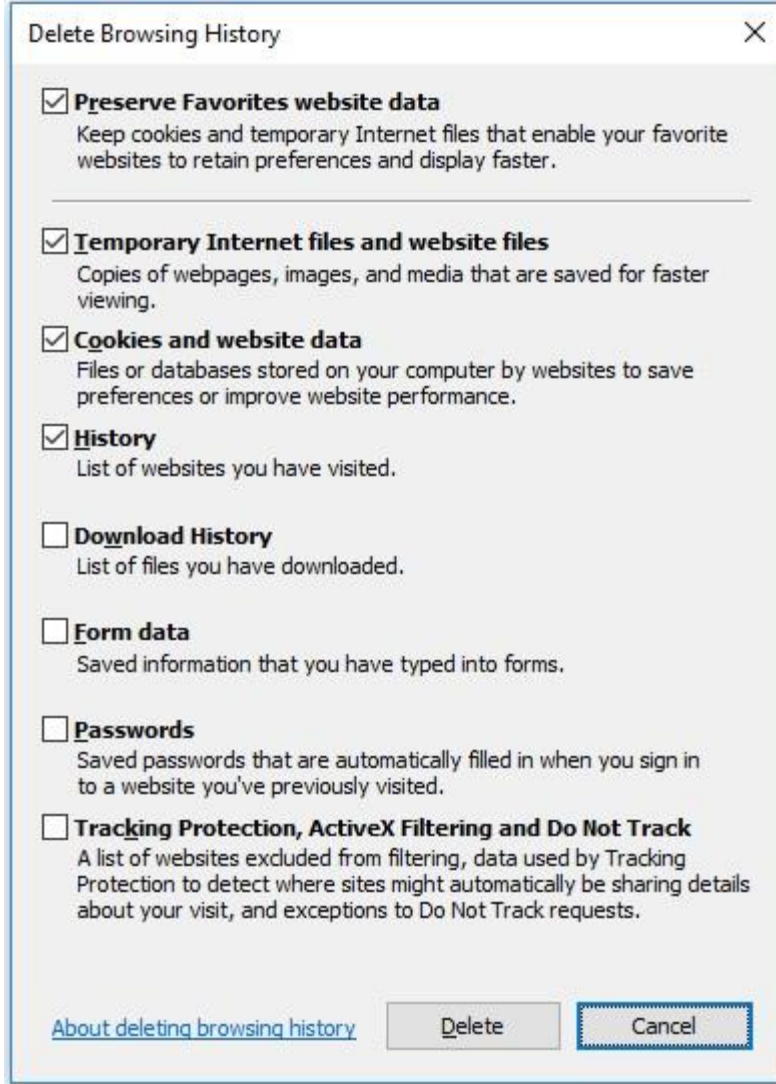 Delete Browsing History
Preserve Favorites website data
Keep cookies and temporary Internet files that enable your favorite
websites to retain preferences and display faster.
Temporary Internet files and website files
Copies of webpages, images, and media that are saved for faster
viewing.
Cookies and website data
Files or databases stored on your computer by websites to save
preferences or improve website performance.
History
List of websites you have visited.
Download History
List of files you have downloaded.
Form data
Saved information that you have typed into forms.
Passwords
Saved passwords that are automatically filled in when you sign in
to a website you've previously visited.
Tracking Protection, ActiveX Filtering and Do Not Track
A list of websites excluded from filtering, data used by Tracking
Protection to detect where sites might automatically be sharing details
about your visit, and exceptions to Do Not Track requests.
About deleting browsing history
Delete
Cancel